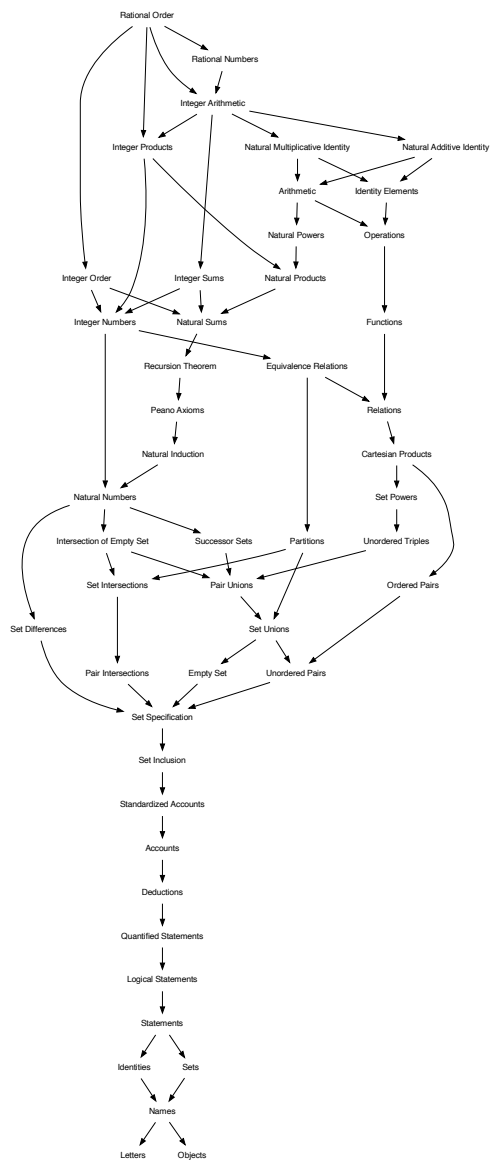 Rational Order
Rational Numbers
Integer Arithmetic
Integer Products
Natural Multiplicative Identity
Natural Additive Identity
Arithmetic
Identity Elements
Natural Powers
Operations
Integer Order
Integer Sums
Natural Products
Integer Numbers
Natural Sums
Functions
Recursion Theorem
Equivalence Relations
Peano Axioms
Relations
Natural Induction
Cartesian Products
Natural Numbers
Set Powers
Intersection of Empty Set
Successor Sets
Partitions
Unordered Triples
Set Intersections
Pair Unions
Ordered Pairs
Set Differences
Set Unions
Pair Intersections
Empty Set
Unordered Pairs
Set Specification
Set Inclusion
Standardized Accounts
Accounts
Deductions
Quantified Statements
Logical Statements
Statements
Identities
Sets
Names
Letters
Objects